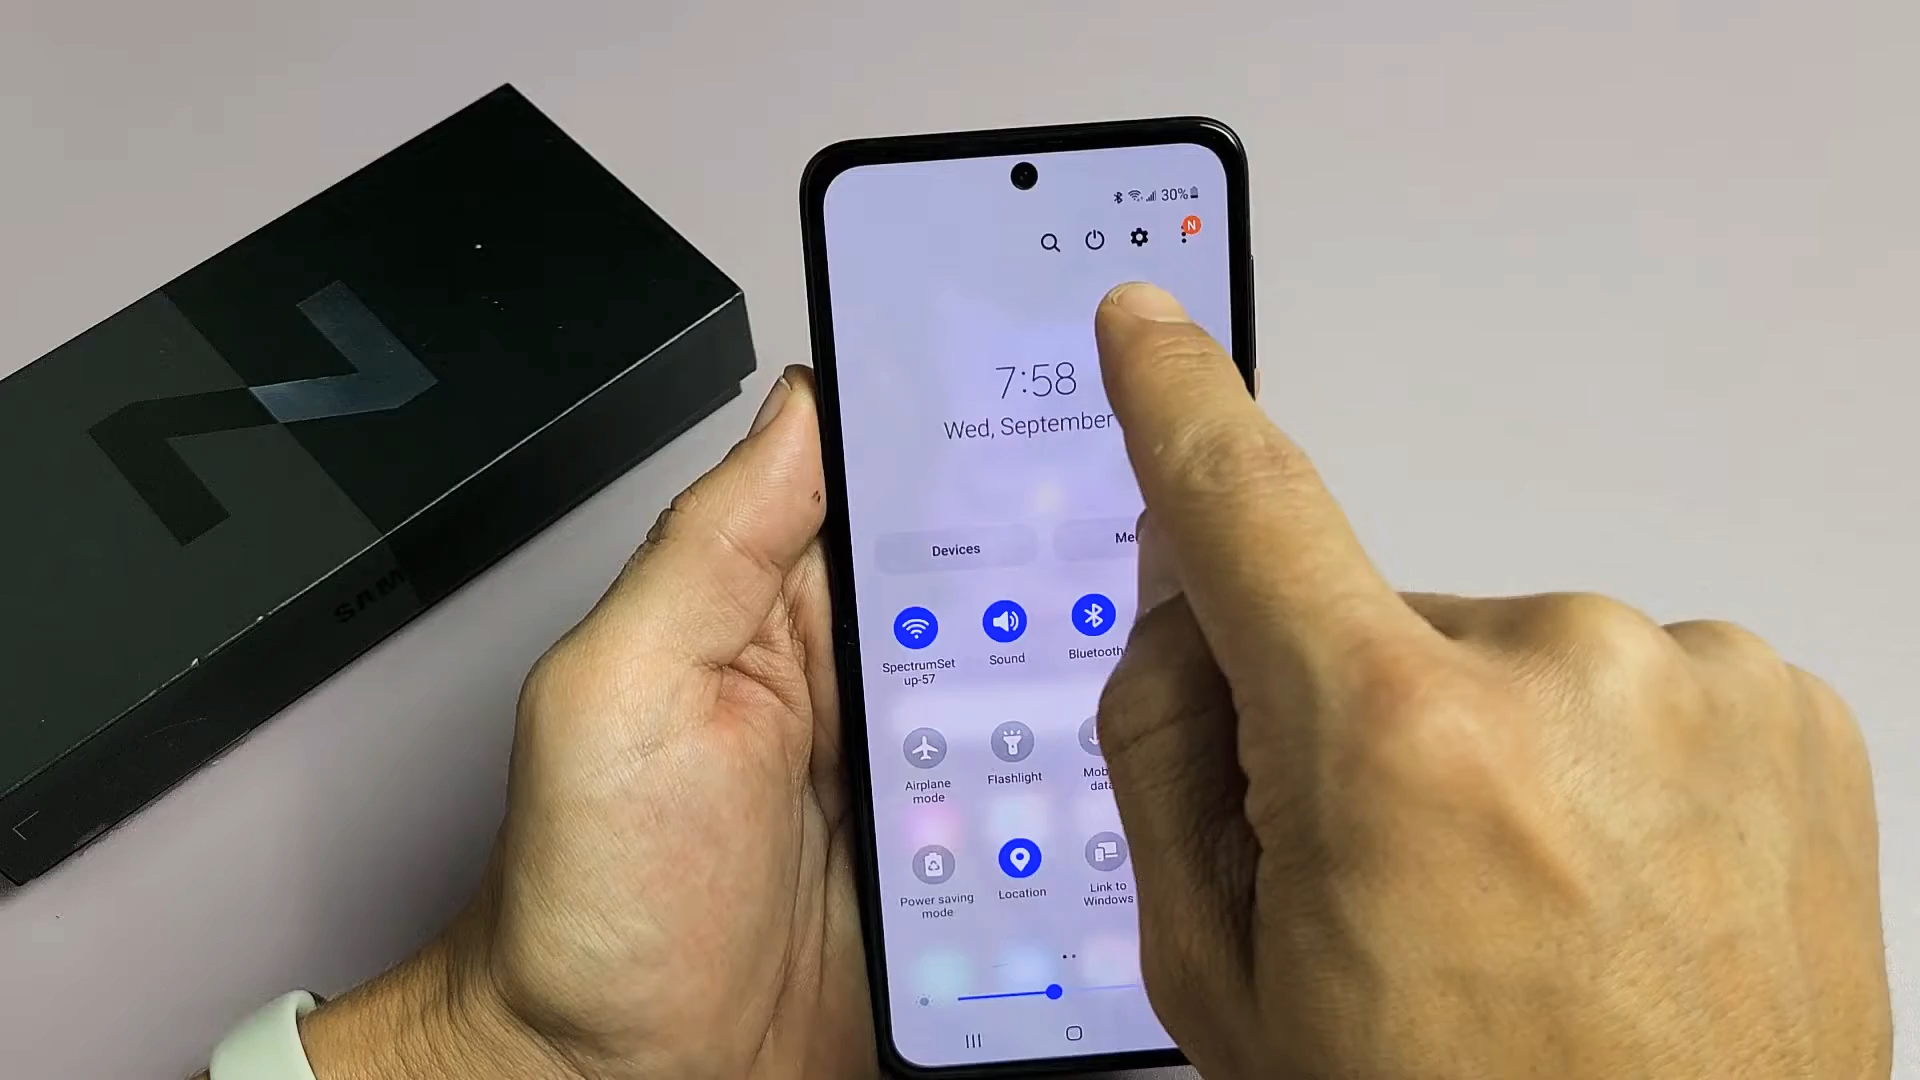 30%
N
7:58
Wed, September
Devices
Me
SpectrumSet
up-57
Sound
Bluetooth
Airplane
mode
Flashlight
Mob
data
Power saving
mode
Location
Link to
Windows
SAM